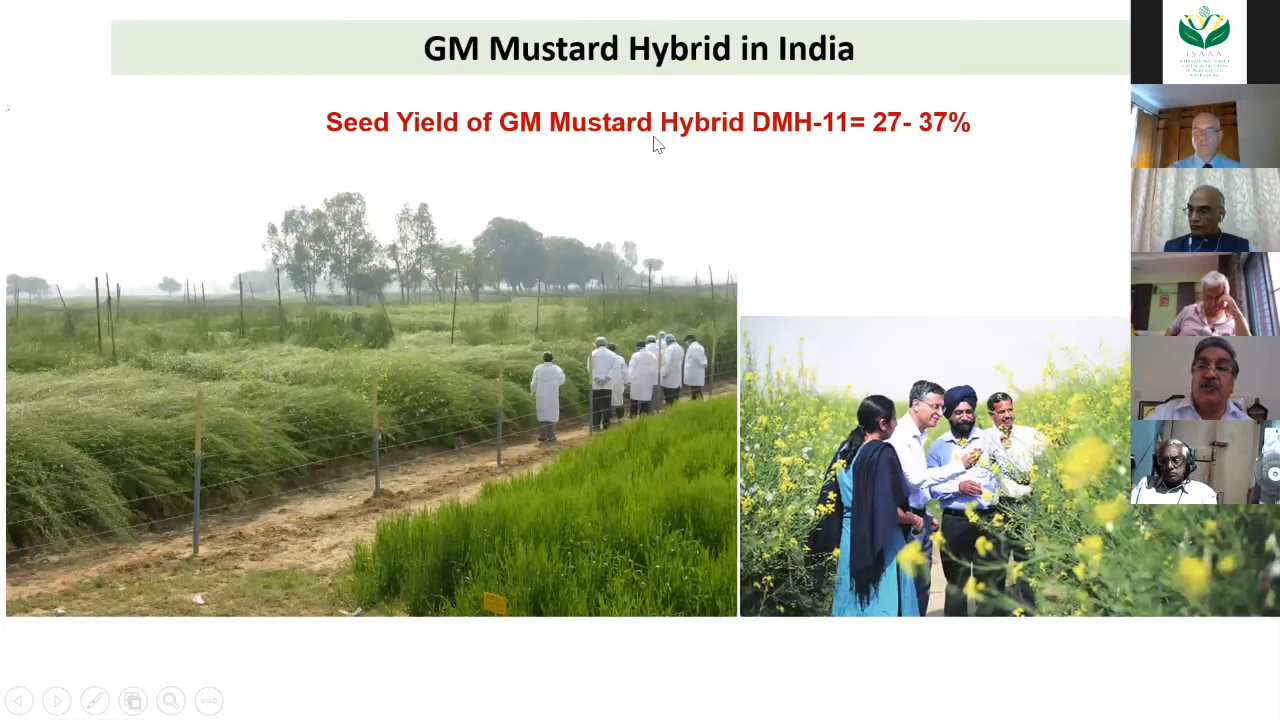 GM Mustard Hybrid in India
Seed Yield of GM Mustard Hybrid DMH-11= 27- 37%
ISAAA